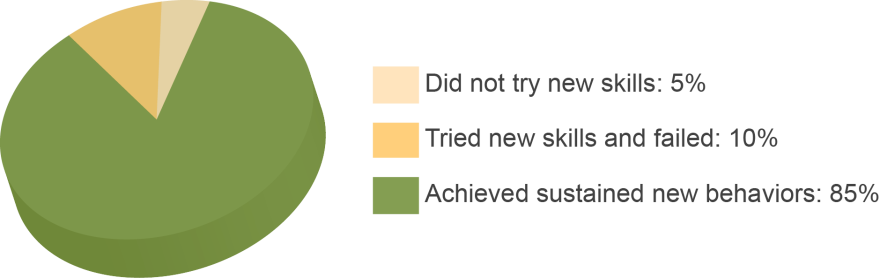 Did not try new skills: 5%
Tried new skills and failed: 10%
Achieved sustained new behaviors: 85%